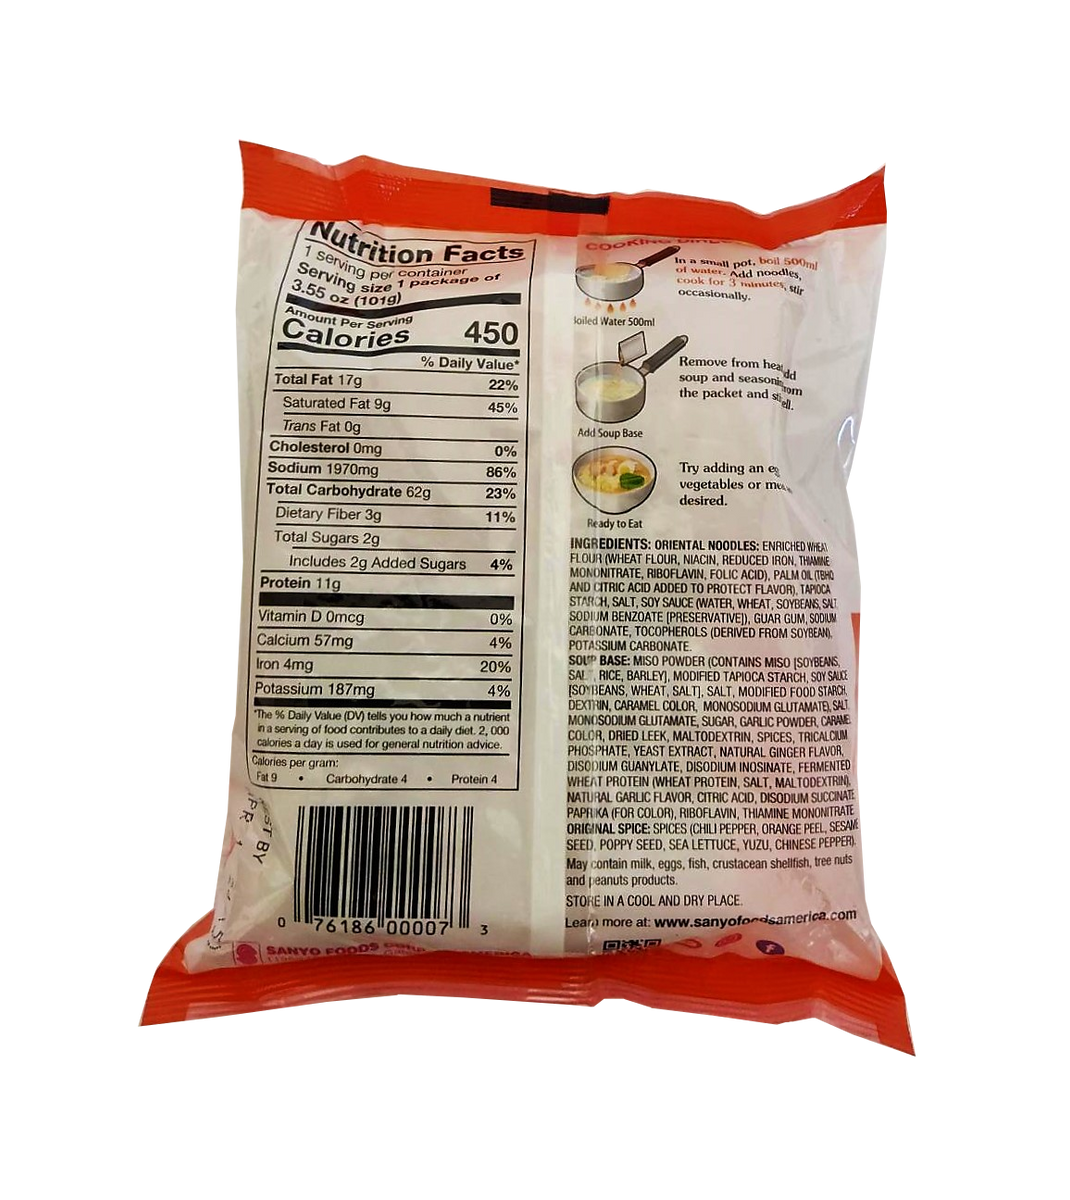 Nutrition Facts
1 serving per container
Serving size 1 package of
3.55 oz (101g)
Amount Per Serving
Calories 450
% Daily Value*
Total Fat 17g 22%
Saturated Fat 9g 45%
Trans Fat 0g
Cholesterol 0mg 0%
Sodium 1970mg 86%
Total Carbohydrate 62g 23%
Dietary Fiber 3g 11%
Total Sugars 2g
Includes 2g Added Sugars 4%
Protein 11g
Vitamin D 0mcg 0%
Calcium 57mg 4%
Iron 4mg 20%
Potassium 187mg 4%
*The % Daily Value (DV) tells you how much a nutrient
in a serving of food contributes to a daily diet. 2, 000
calories a day is used for general nutrition advice.
Calories per gram:
Fat 9 • Carbohydrate 4 • Protein 4
BY
0 76186 00007 3
SANYO FOODS
COOKING
In a small pot, boil 500ml
of water. Add noodles,
cook for 3 minutes, stir
occasionally.
Water 500ml
Remove from
soup and
the packet and
Add Soup Base
Try adding an
vegetables or
desired.
Ready to Eat
INGREDIENTS: ORIENTAL NOODLES: ENRICHED WHEAT
FLOUR (WHEAT FLOUR, NIACIN, REDUCED IRON, THIAMINE
MONONITRATE, RIBOFLAVIN, FOLIC ACID), PALM OIL (TBHQ
AND CITRIC ACID ADDED TO PROTECT FLAVOR), TAPIOCA
STARCH, SALT, SOY SAUCE (WATER, WHEAT, SOYBEANS, SALT,
SODIUM BENZOATE [PRESERVATIVE]), GUAR GUM, SODIUM
CARBONATE, TOCOPHEROLS (DERIVED FROM SOYBEAN),
POTASSIUM CARBONATE.
SOUP BASE: MISO POWDER (CONTAINS MISO [SOYBEANS,
SALT, RICE, BARLEY], MODIFIED TAPIOCA STARCH, SOY SAUCE
[SOYBEANS, WHEAT, SALT], SALT, MODIFIED FOOD STARCH,
DEXTRIN, CARAMEL COLOR, MONOSODIUM GLUTAMATE), SALT,
MONOSODIUM GLUTAMATE, SUGAR, GARLIC POWDER, CARAMEL
COLOR, DRIED LEEK, MALTODEXTRIN, SPICES, TRICALCIUM
PHOSPHATE, YEAST EXTRACT, NATURAL GINGER FLAVOR,
DISODIUM GUANYLATE, DISODIUM INOSINATE, FERMENTED
WHEAT PROTEIN (WHEAT PROTEIN, SALT, MALTODEXTRIN),
NATURAL GARLIC FLAVOR, CITRIC ACID, DISODIUM SUCCINATE,
PAPRIKA (FOR COLOR), RIBOFLAVIN, THIAMINE MONONITRATE
ORIGINAL SPICE: SPICES (CHILI PEPPER, ORANGE PEEL, SESAME
SEED, POPPY SEED, SEA LETTUCE, YUZU, CHINESE PEPPER).
May contain milk, eggs, fish, crustacean shellfish, tree nuts
and peanuts products.
STORE IN A COOL AND DRY PLACE.
Learn more at: www.sanyofoodsamerica.com